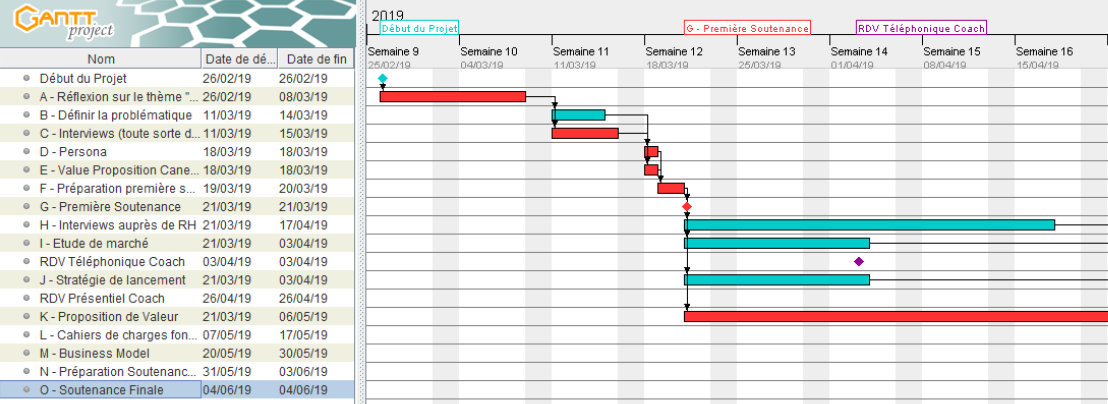 GANTT
project
2019
Début du Projet
G - Première Soutenance
RDV Téléphonique Coach
Semaine 9
Semaine 10
Semaine 11
Semaine 12
Semaine 13
Semaine 14
Semaine 15
Semaine 16
25/02/19
04/03/19
11/03/19
18/03/19
25/03/19
01/04/19
08/04/19
15/04/19
Nom Date de dé... Date de fin
Début du Projet 26/02/19 26/02/19
A - Réflexion sur le thème "... 26/02/19 08/03/19
B - Définir la problématique 11/03/19 14/03/19
C - Interviews (toute sorte d... 11/03/19 15/03/19
D - Persona 18/03/19 18/03/19
E - Value Proposition Cane... 18/03/19 18/03/19
F - Préparation première s... 19/03/19 20/03/19
G - Première Soutenance 21/03/19 21/03/19
H - Interviews auprès de RH 21/03/19 17/04/19
I - Etude de marché 21/03/19 03/04/19
RDV Téléphonique Coach 03/04/19 03/04/19
J - Stratégie de lancement 21/03/19 03/04/19
RDV Présentiel Coach 26/04/19 26/04/19
K - Proposition de Valeur 21/03/19 06/05/19
L - Cahiers de charges fon... 07/05/19 17/05/19
M - Business Model 20/05/19 30/05/19
N - Préparation Soutenanc... 31/05/19 03/06/19
O - Soutenance Finale 04/06/19 04/06/19